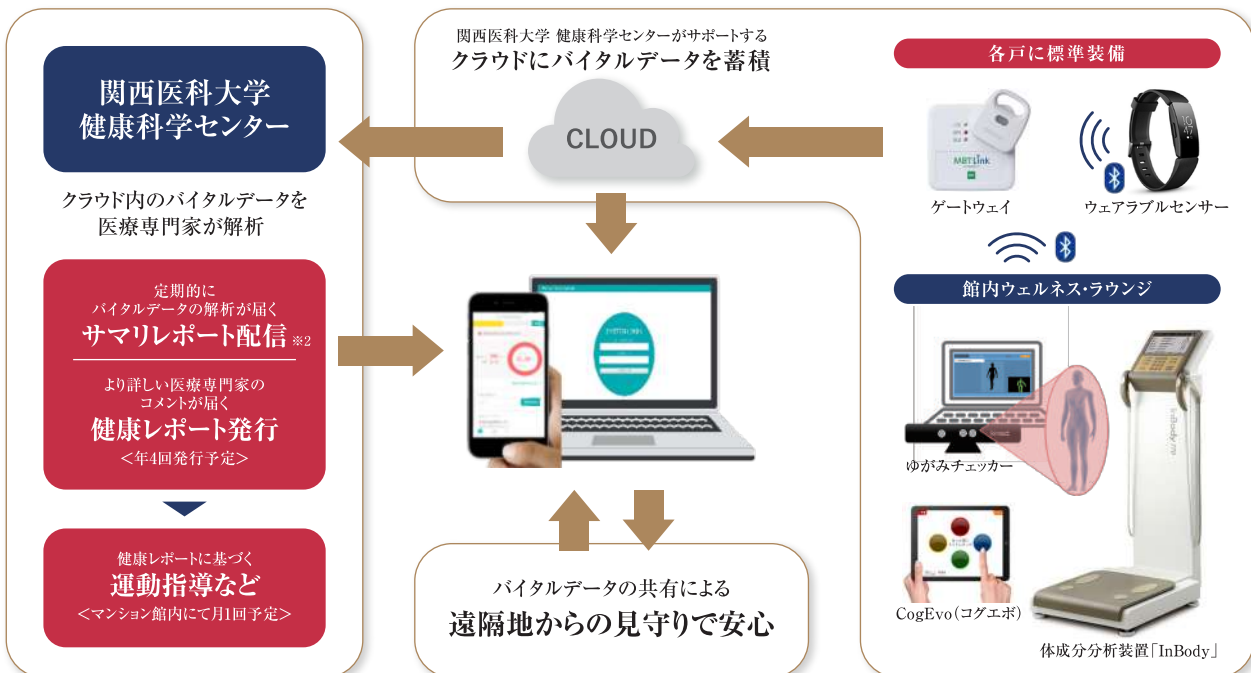 関西医科大学
健康科学センター
クラウド内のバイタルデータを
医療専門家が解析
定期的に
バイタルデータの解析が届く
サマリレポート配信※2
より詳しい医療専門家の
コメントが届く
健康レポート発行
＜年4回発行予定＞
健康レポートに基づく
運動指導など
＜マンション館内にて月1回予定＞
関西医科大学 健康科学センターがサポートする
クラウドにバイタルデータを蓄積
CLOUD
バイタルデータの共有による
遠隔地からの見守りで安心
各戸に標準装備
MBTLink
ゲートウェイ
ウェアラブルセンサー
館内ウェルネス・ラウンジ
ゆがみチェッカー
InBody
CogEvo（コグエボ）
体成分分析装置「InBody」